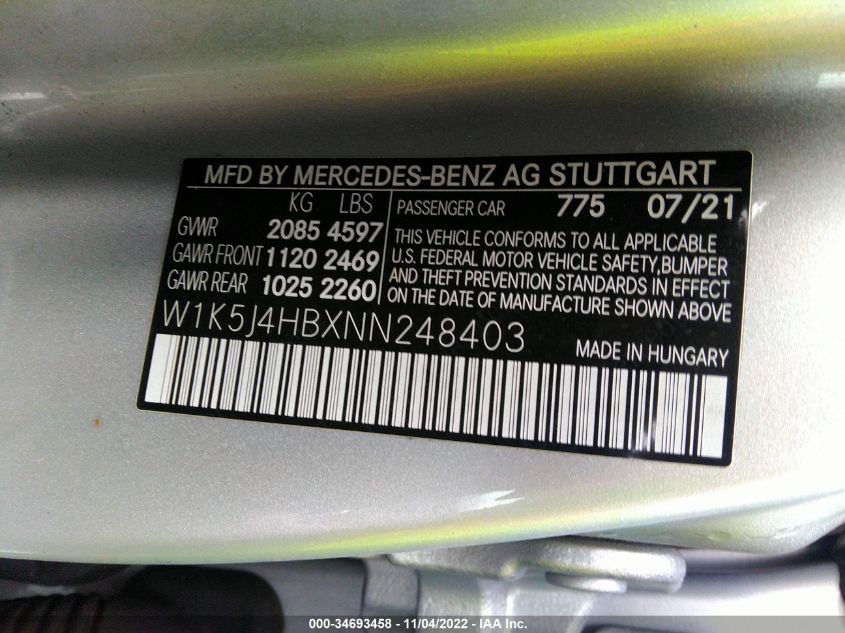 MFD BY MERCEDES-BENZ AG STUTTGART
KG LBS
GVWR 2085 4597
GAWR FRONT 1120 2469
GAWR REAR 1025 2260
PASSENGER CAR 775 07/21
THIS VEHICLE CONFORMS TO ALL APPLICABLE
U.S. FEDERAL MOTOR VEHICLE SAFETY,BUMPER
AND THEFT PREVENTION STANDARDS IN EFFECT
ON THE DATE OF MANUFACTURE SHOWN ABOVE
W1K5J4HBXNN248403
MADE IN HUNGARY
000-34693458 - 11/04/2022 - IAA Inc.